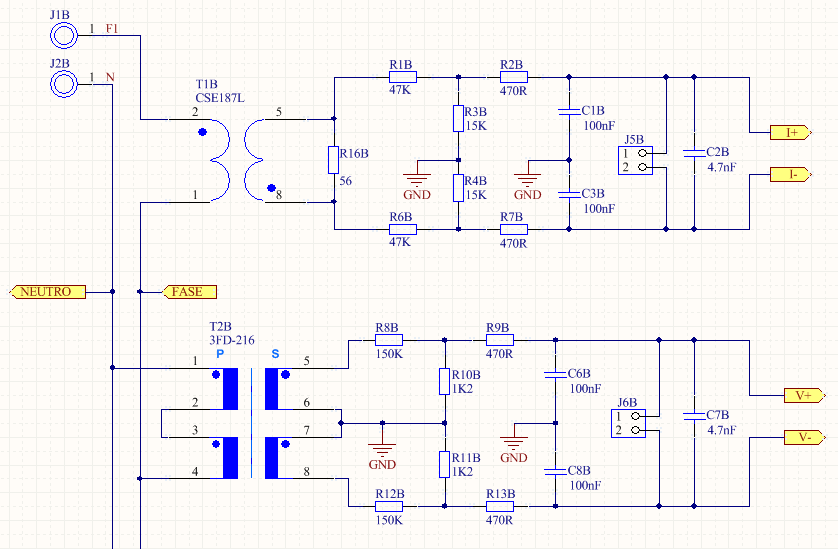 J1B
1 F1
J2B
1 N
T1B
CSE187L
2
5
1
8
R16B
56
R1B
47K
R2B
470R
R3B
15K
R4B
15K
GND
R6B
47K
R7B
470R
C1B
100nF
GND
C3B
100nF
J5B
1
2
C2B
4.7nF
I+
I-
NEUTRO
FASE
T2B
3FD-216
P S
1
5
2
6
3
7
4
8
R8B
150K
R9B
470R
R10B
1K2
GND
R11B
1K2
R12B
150K
R13B
470R
C6B
100nF
GND
C8B
100nF
J6B
1
2
C7B
4.7nF
V+
V-